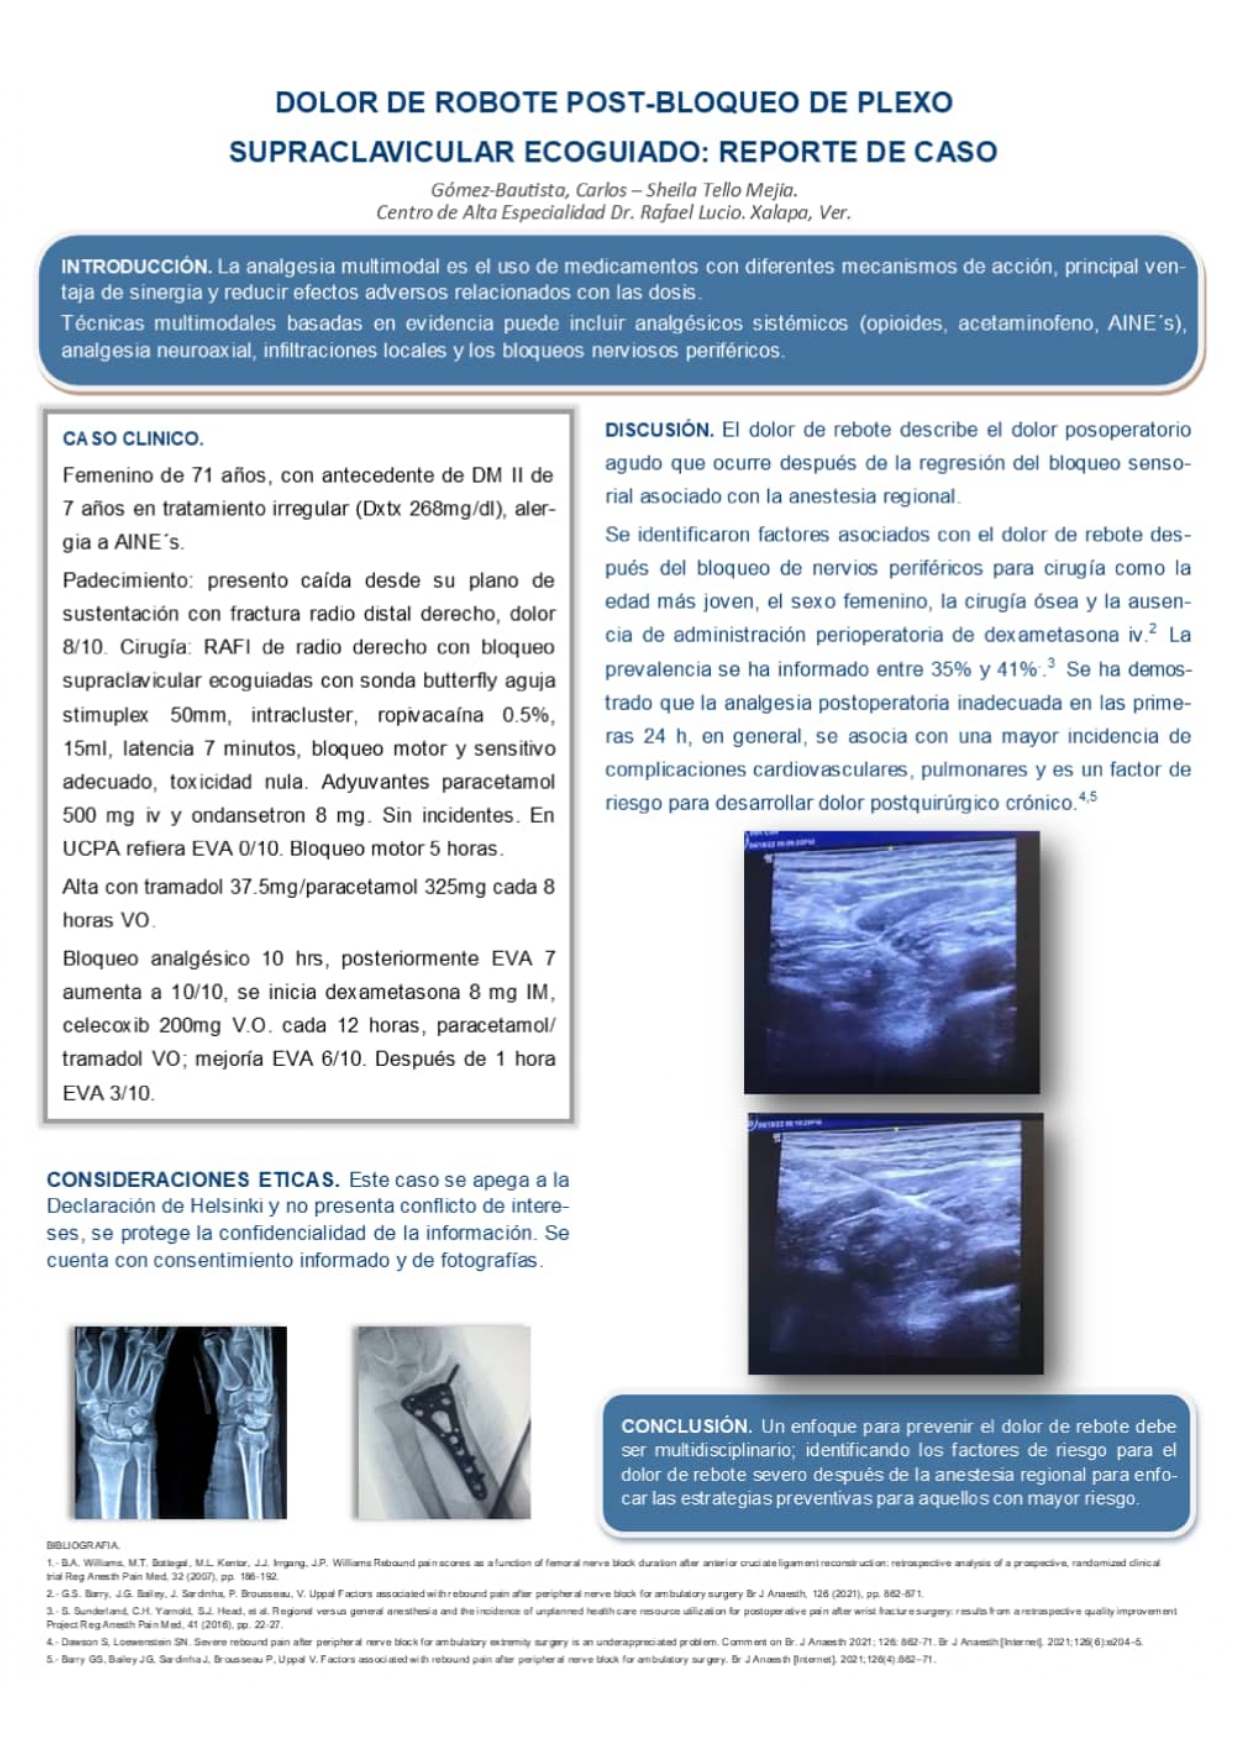 DOLOR DE ROBOTE POST-BLOQUEO DE PLEXO
SUPRACLAVICULAR ECOGUIADO: REPORTE DE CASO
Gómez-Bautista, Carlos – Sheila Tello Mejia.
Centro de Alta Especialidad Dr. Rafael Lucio. Xalapa, Ver.
INTRODUCCIÓN. La analgesia multimodal es el uso de medicamentos con diferentes mecanismos de acción, principal ven-
taja de sinergia y reducir efectos adversos relacionados con las dosis.
Técnicas multimodales basadas en evidencia puede incluir analgésicos sistémicos (opioides, acetaminofeno, AINE´s),
analgesia neuroaxial, infiltraciones locales y los bloqueos nerviosos periféricos.
CASO CLINICO.
Femenino de 71 años, con antecedente de DM II de
7 años en tratamiento irregular (Dxtx 268mg/dl), aler-
gia a AINE´s.
Padecimiento: presento caída desde su plano de
sustentación con fractura radio distal derecho, dolor
8/10. Cirugía: RAFI de radio derecho con bloqueo
supraclavicular ecoguiadas con sonda butterfly aguja
stimuplex 50mm, intracluster, ropivacaína 0.5%,
15ml, latencia 7 minutos, bloqueo motor y sensitivo
adecuado, toxicidad nula. Adyuvantes paracetamol
500 mg iv y ondansetron 8 mg. Sin incidentes. En
UCPA refiera EVA 0/10. Bloqueo motor 5 horas.
Alta con tramadol 37.5mg/paracetamol 325mg cada 8
horas VO.
Bloqueo analgésico 10 hrs, posteriormente EVA 7
aumenta a 10/10, se inicia dexametasona 8 mg IM,
celecoxib 200mg V.O. cada 12 horas, paracetamol/
tramadol VO; mejoría EVA 6/10. Después de 1 hora
EVA 3/10.
CONSIDERACIONES ETICAS. Este caso se apega a la
Declaración de Helsinki y no presenta conflicto de intere-
ses, se protege la confidencialidad de la información. Se
cuenta con consentimiento informado y de fotografías.
DISCUSIÓN. El dolor de rebote describe el dolor posoperatorio
agudo que ocurre después de la regresión del bloqueo senso-
rial asociado con la anestesia regional.
Se identificaron factores asociados con el dolor de rebote des-
pués del bloqueo de nervios periféricos para cirugía como la
edad más joven, el sexo femenino, la cirugía ósea y la ausen-
cia de administración perioperatoria de dexametasona iv.2 La
prevalencia se ha informado entre 35% y 41%.3 Se ha demos-
trado que la analgesia postoperatoria inadecuada en las prime-
ras 24 h, en general, se asocia con una mayor incidencia de
complicaciones cardiovasculares, pulmonares y es un factor de
riesgo para desarrollar dolor postquirúrgico crónico.4,5
CONCLUSIÓN. Un enfoque para prevenir el dolor de rebote debe
ser multidisciplinario; identificando los factores de riesgo para el
dolor de rebote severo después de la anestesia regional para enfo-
car las estrategias preventivas para aquellos con mayor riesgo.
BIBLIOGRAFIA.
1.- B.A. Williams, M.T. Bottegal, M.L. Kentor, J.J. Irrgang, J.P. Williams Rebound pain scores as a function of femoral nerve block duration after anterior cruciate ligament reconstruction: retrospective analysis of a prospective, randomized clinical
trial Reg Anesth Pain Med, 32 (2007), pp. 186-192.
2.- G.S. Barry, J.G. Bailey, J. Sardinha, P. Brousseau, V. Uppal Factors associated with rebound pain after peripheral nerve block for ambulatory surgery Br J Anaesth, 126 (2021), pp. 862-871.
3.- S. Sunderland, C.H. Yarnold, S.J. Head, et al. Regional versus general anesthesia and the incidence of unplanned health care resource utilization for postoperative pain after wrist fracture surgery: results from a retrospective quality improvement
Project Reg Anesth Pain Med, 41 (2016), pp. 22-27.
4.- Dawson S, Loewenstein SN. Severe rebound pain after peripheral nerve block for ambulatory extremity surgery is an underappreciated problem. Comment on Br. J Anaesth 2021; 126: 862-71. Br J Anaesth [Internet]. 2021;126(6):e204–5.
5.- Barry GS, Bailey JG, Sardinha J, Brousseau P, Uppal V. Factors associated with rebound pain after peripheral nerve block for ambulatory surgery. Br J Anaesth [Internet]. 2021;126(4):862–71.